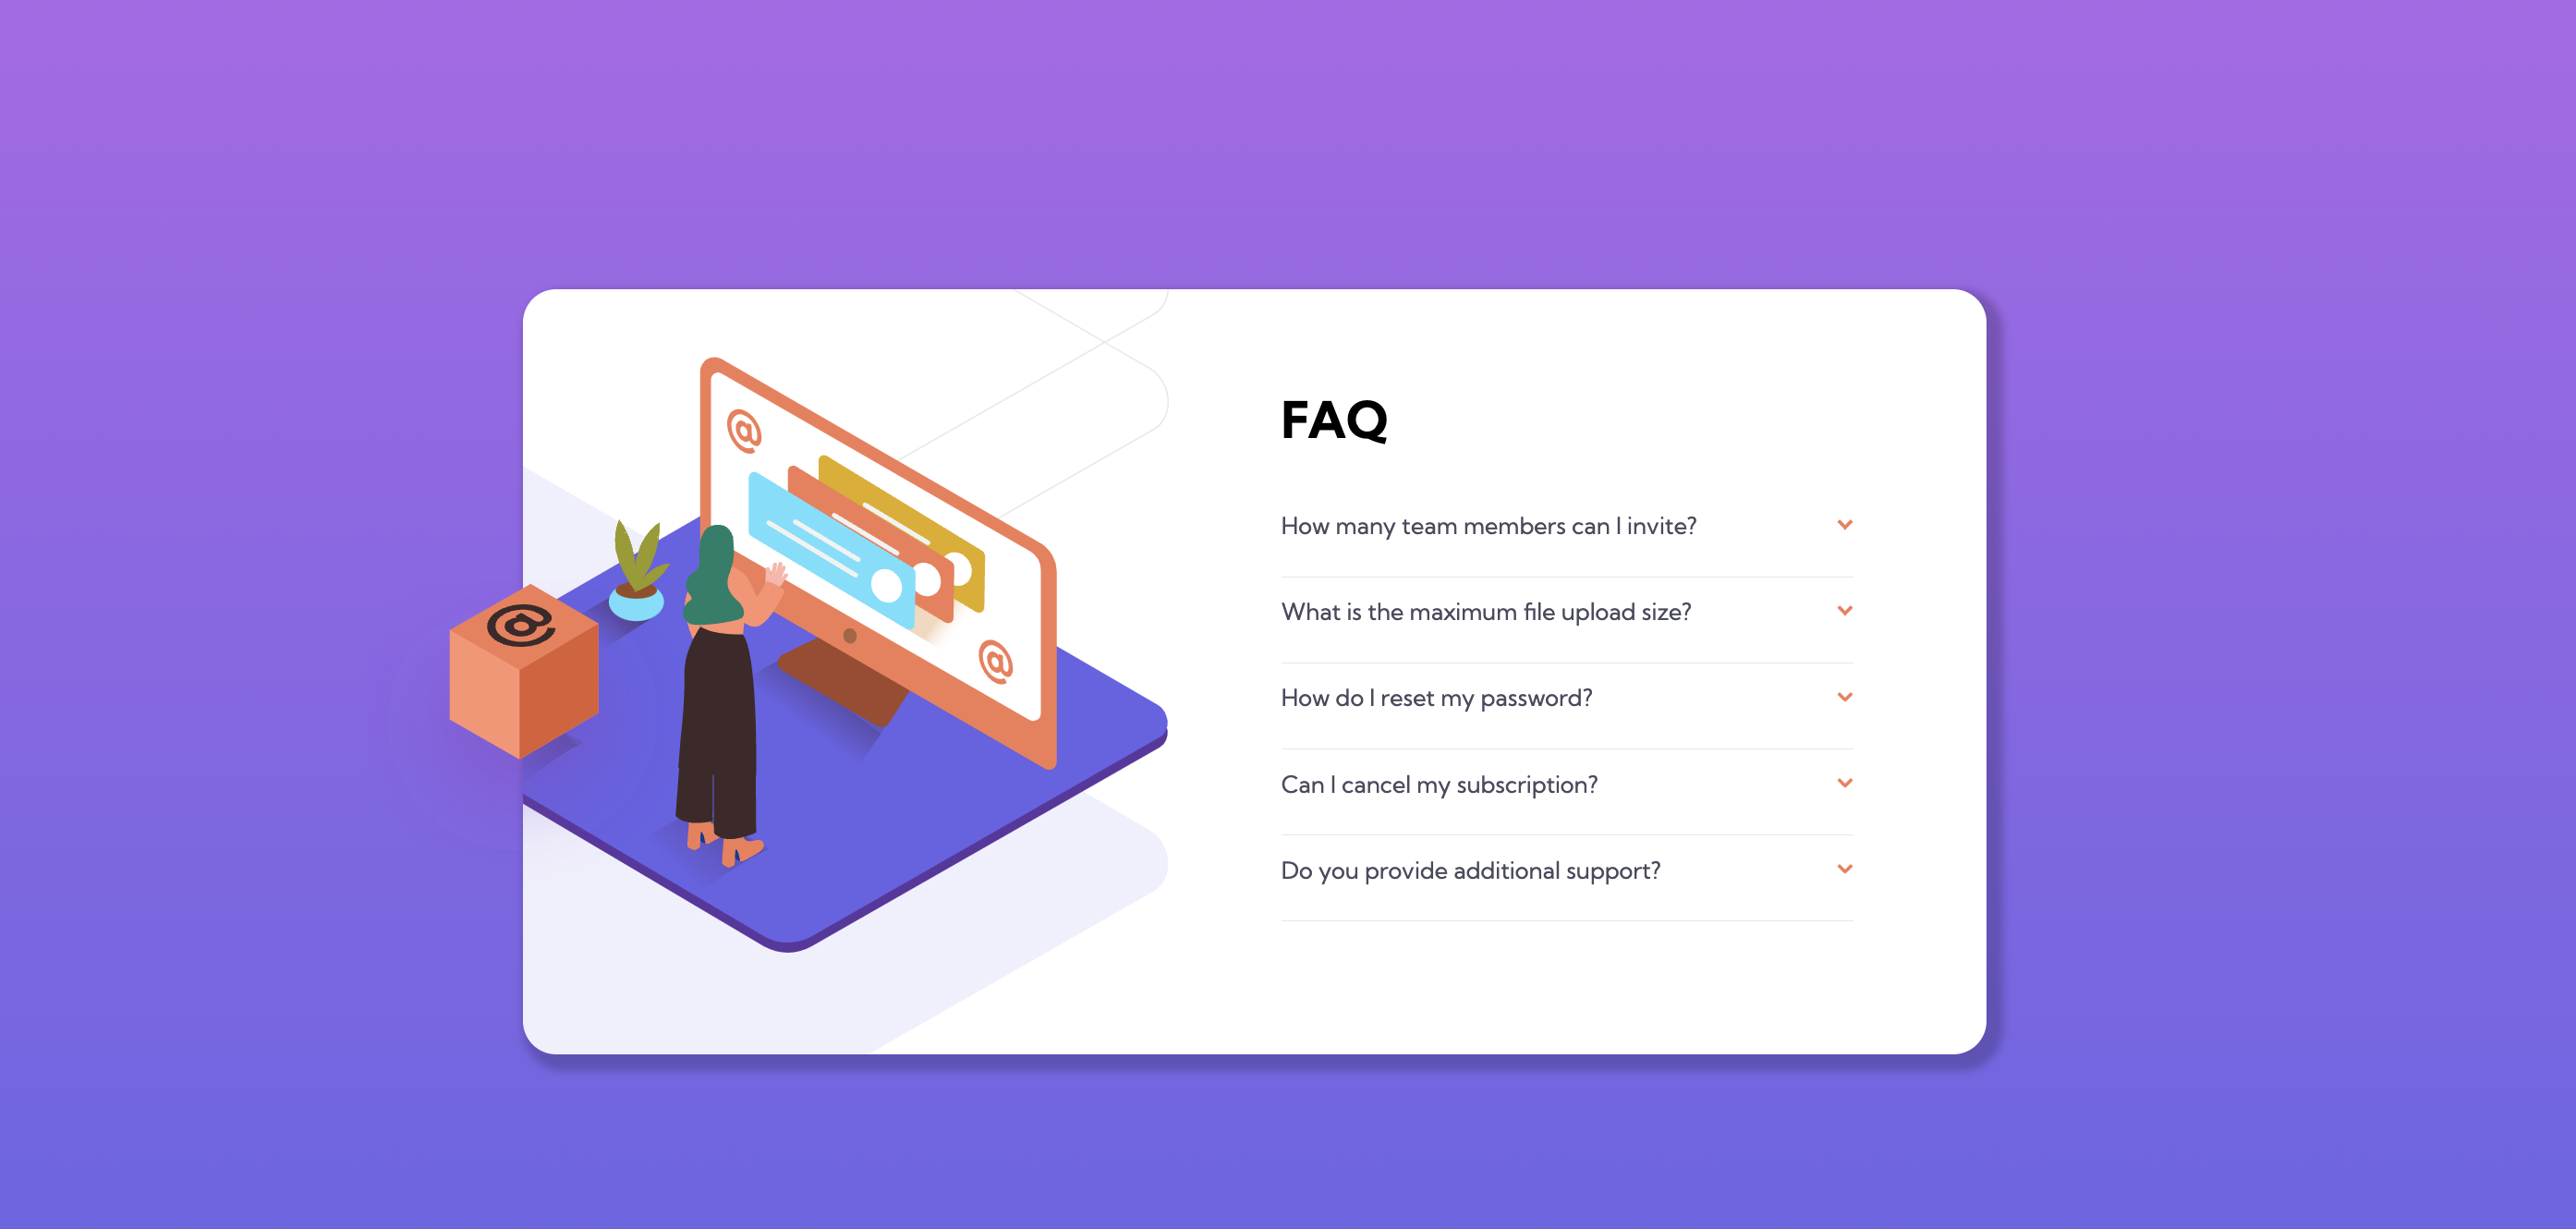 @
@
@
FAQ
How many team members can I invite?
What is the maximum file upload size?
How do I reset my password?
Can I cancel my subscription?
Do you provide additional support?